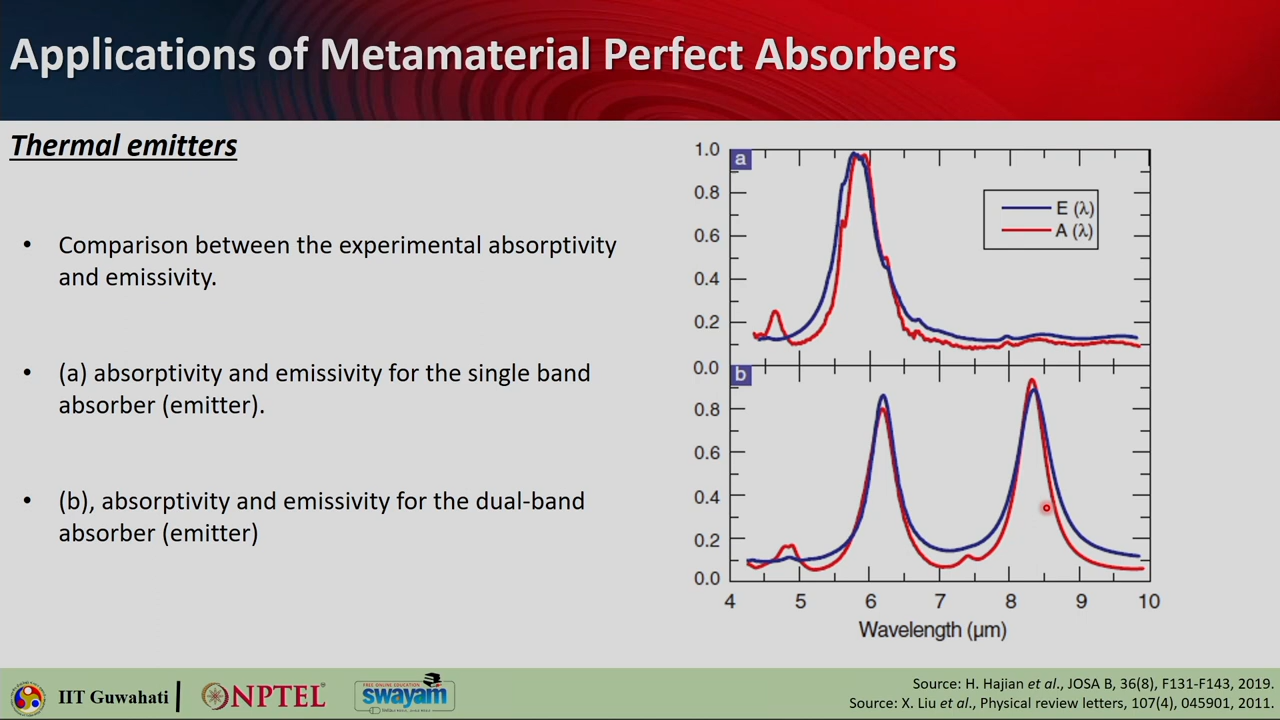 Applications of Metamaterial Perfect Absorbers
Thermal emitters
• Comparison between the experimental absorptivity
and emissivity.
• (a) absorptivity and emissivity for the single band
absorber (emitter).
• (b), absorptivity and emissivity for the dual-band
absorber (emitter)
a
E (λ)
A (λ)
1.0
0.8
0.6
0.4
0.2
0.0
b
0.8
0.6
0.4
0.2
0.0
4 5 6 7 8 9 10
Wavelength (µm)
IIT Guwahati
NPTEL
FREE ONLINE EDUCATION
swayam
Source: H. Hajian et al., JOSA B, 36(8), F131-F143, 2019.
Source: X. Liu et al., Physical review letters, 107(4), 045901, 2011.